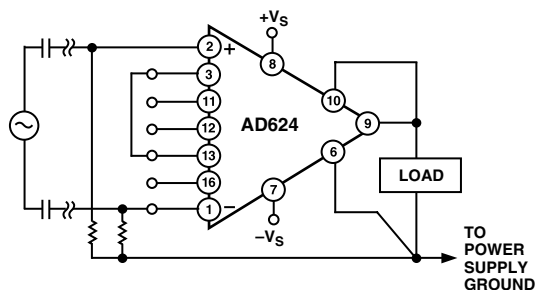 +VS
2
+
8
3
10
11
9
12
AD624
13
6
LOAD
16
7
1
−
−VS
TO
POWER
SUPPLY
GROUND